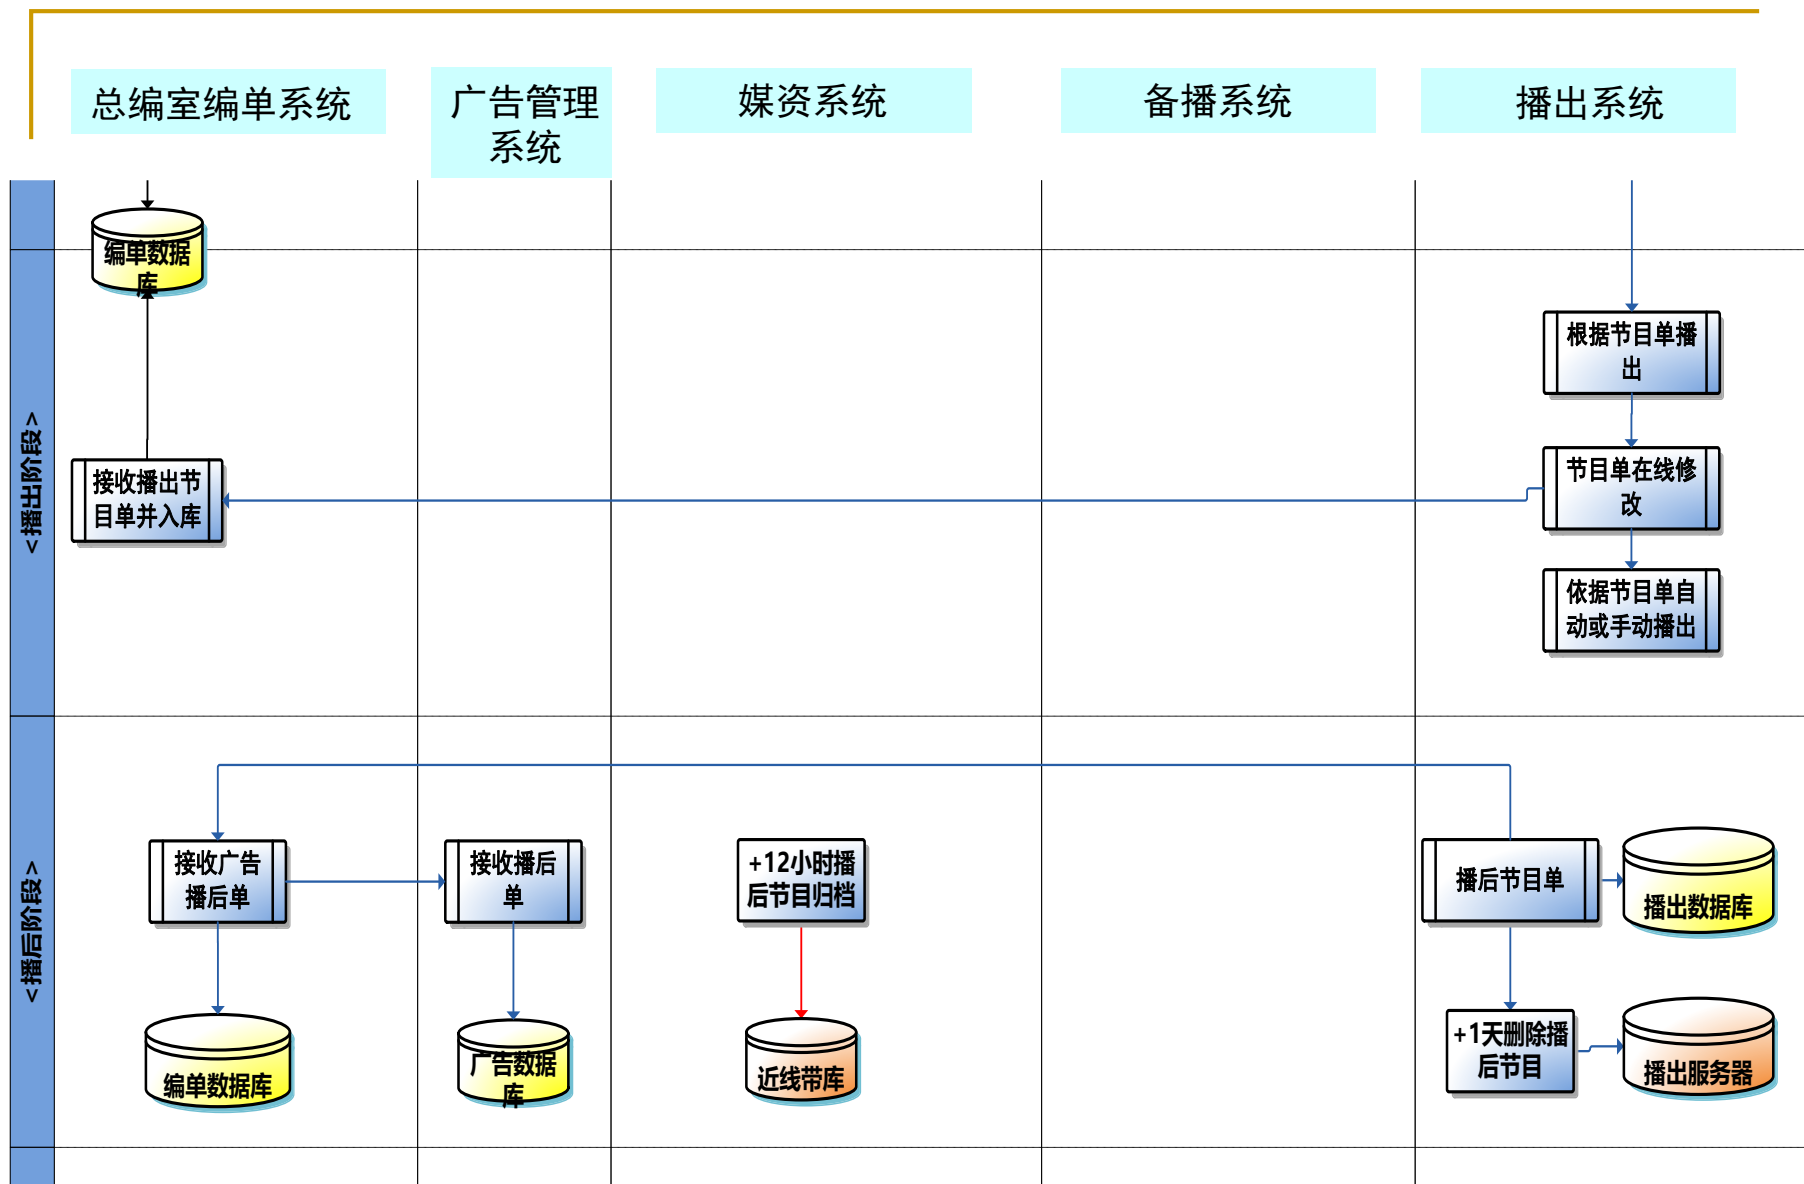 总编室编单系统
广告管理
系统
媒资系统
备播系统
播出系统
编单数据
库
<播出阶段>
根据节目单播
出
接收播出节
目单并入库
节目单在线修
改
依据节目单自
动或手动播出
<播后阶段>
接收广告
播后单
接收播后
单
+12小时播
后节目归档
播后节目单
播出数据库
编单数据库
广告数据
库
近线带库
+1天删除播
后节目
播出服务器